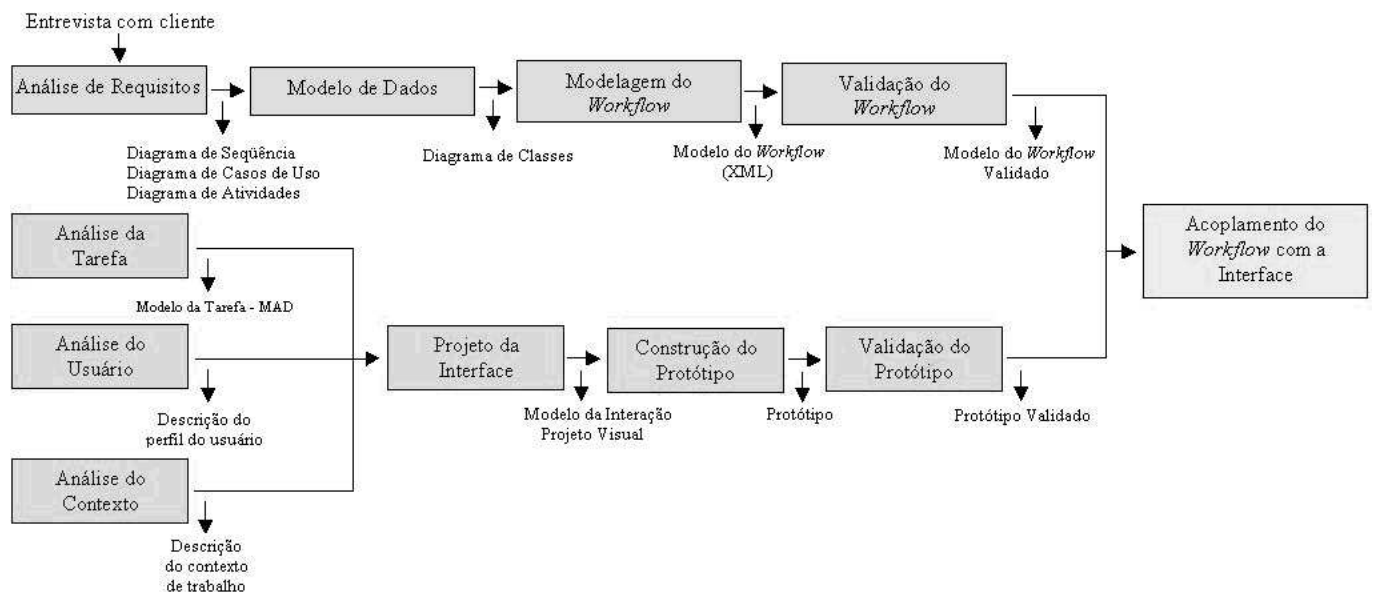 Entrevista com cliente
Análise de Requisitos
Modelo de Dados
Modelagem do
Workflow
Validação do
Workflow
Diagrama de Seqüência
Diagrama de Casos de Uso
Diagrama de Atividades
Diagrama de Classes
Modelo do Workflow
(XML)
Modelo do Workflow
Validado
Análise da
Tarefa
Modelo da Tarefa - MAD
Acoplamento do
Workflow com a
Interface
Análise do
Usuário
Descrição do
perfil do usuário
Projeto da
Interface
Construção do
Protótipo
Validação do
Protótipo
Modelo da Interação
Projeto Visual
Protótipo
Protótipo Validado
Análise do
Contexto
Descrição
do contexto
de trabalho